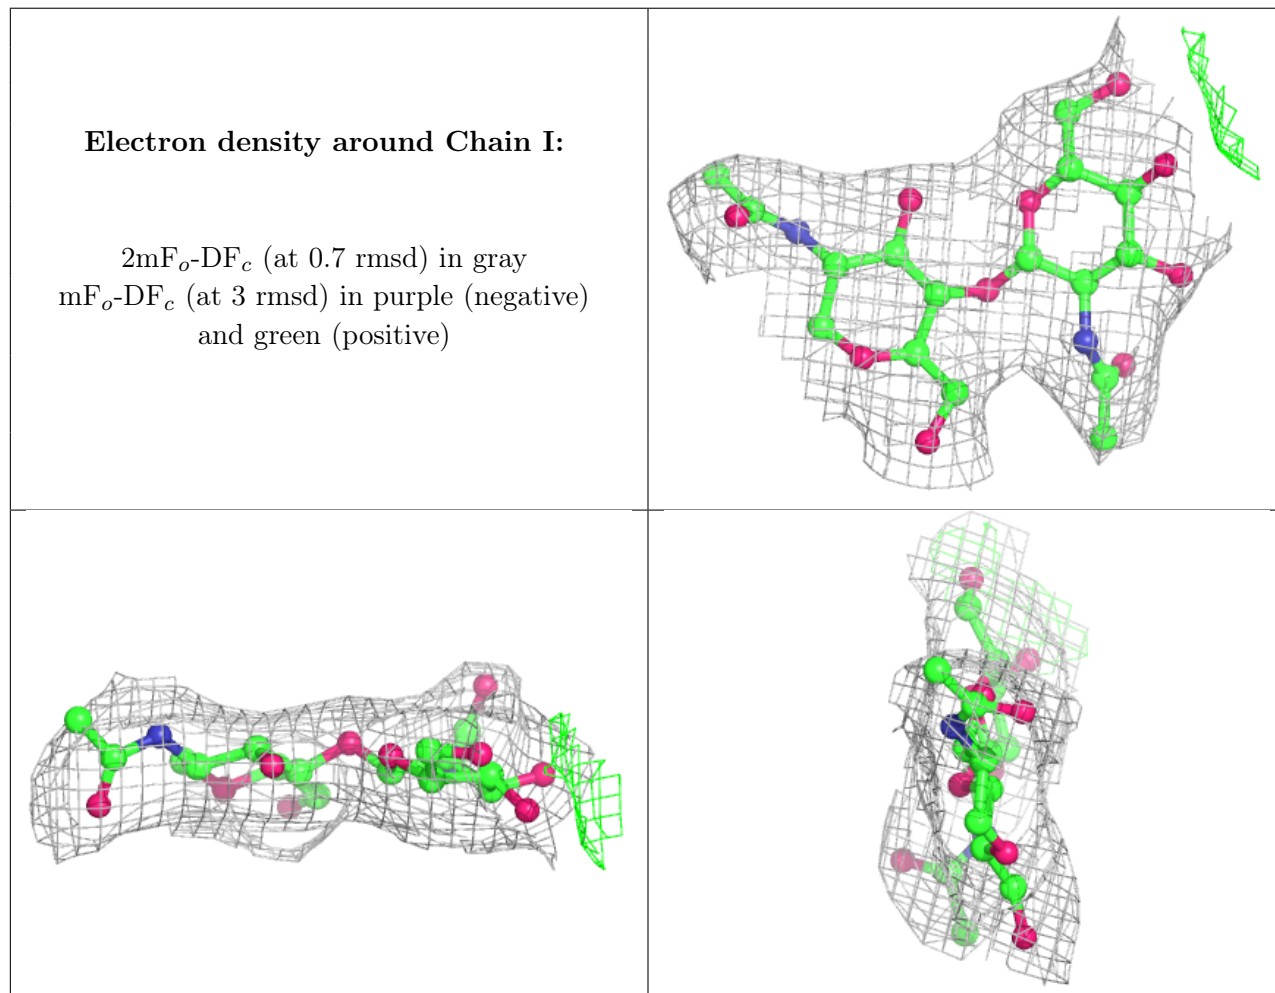 Electron density around Chain I:
2mFₒ-DF𝒸 (at 0.7 rmsd) in gray
mFₒ-DF𝒸 (at 3 rmsd) in purple (negative)
and green (positive)